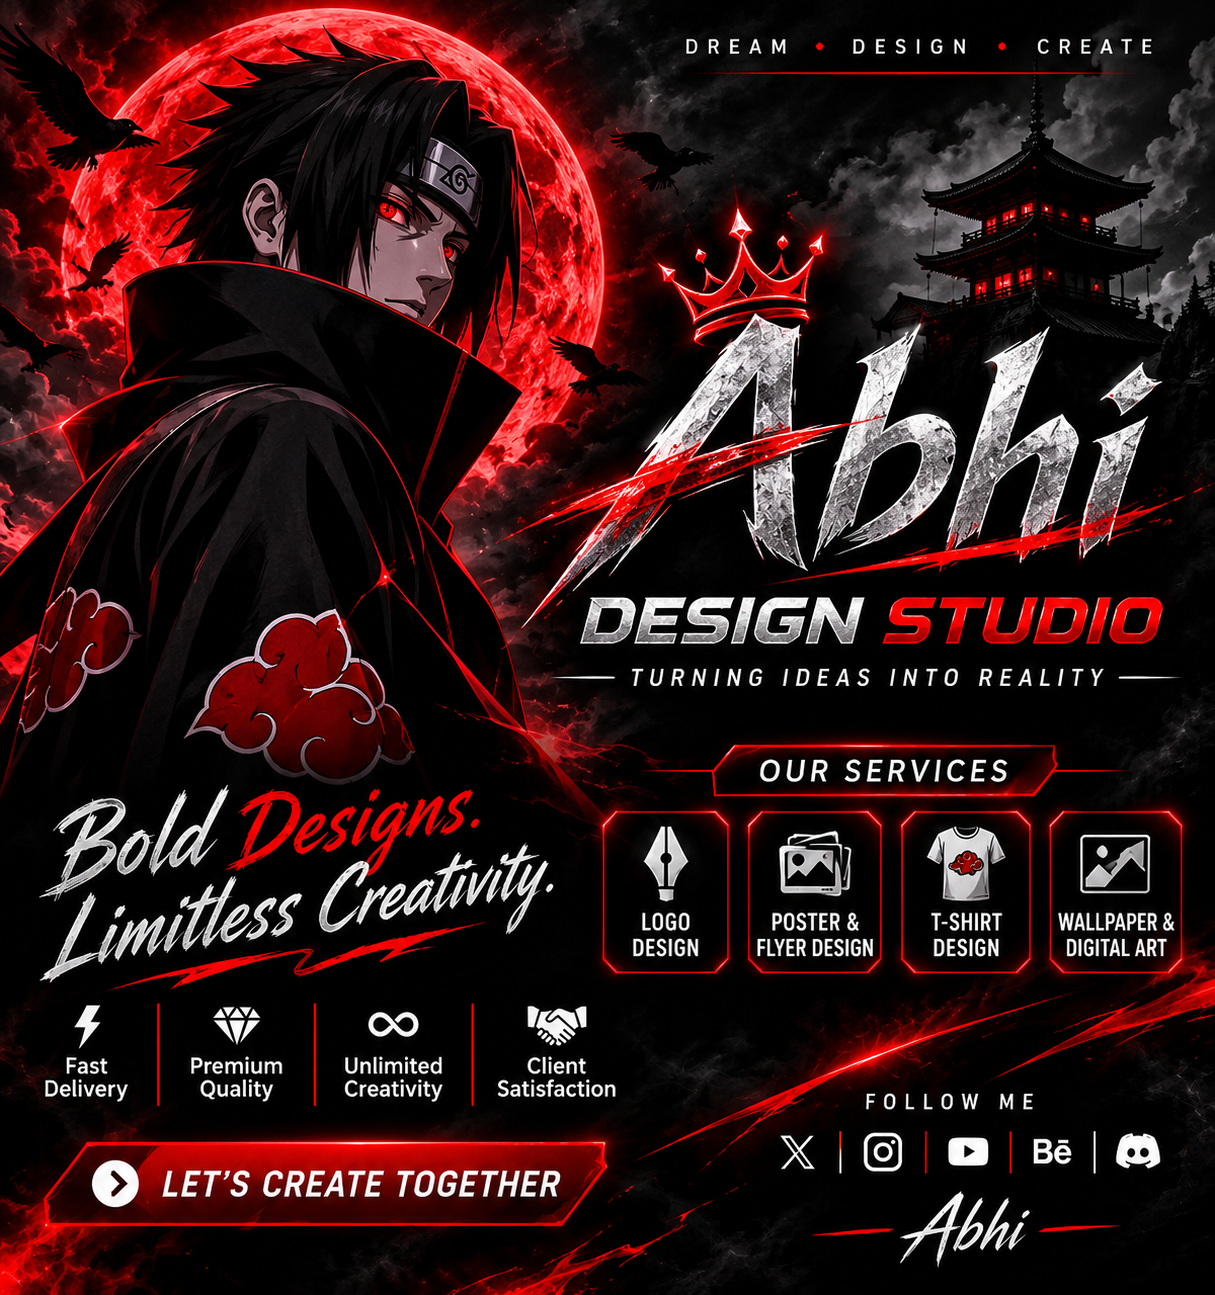 DREAM • DESIGN • CREATE
Abhi
DESIGN STUDIO
TURNING IDEAS INTO REALITY
OUR SERVICES
LOGO
DESIGN
POSTER &
FLYER DESIGN
T-SHIRT
DESIGN
WALLPAPER &
DIGITAL ART
Bold Designs.
Limitless Creativity.
Fast
Delivery
Premium
Quality
Unlimited
Creativity
Client
Satisfaction
LET'S CREATE TOGETHER
FOLLOW ME
Bē
Abhi